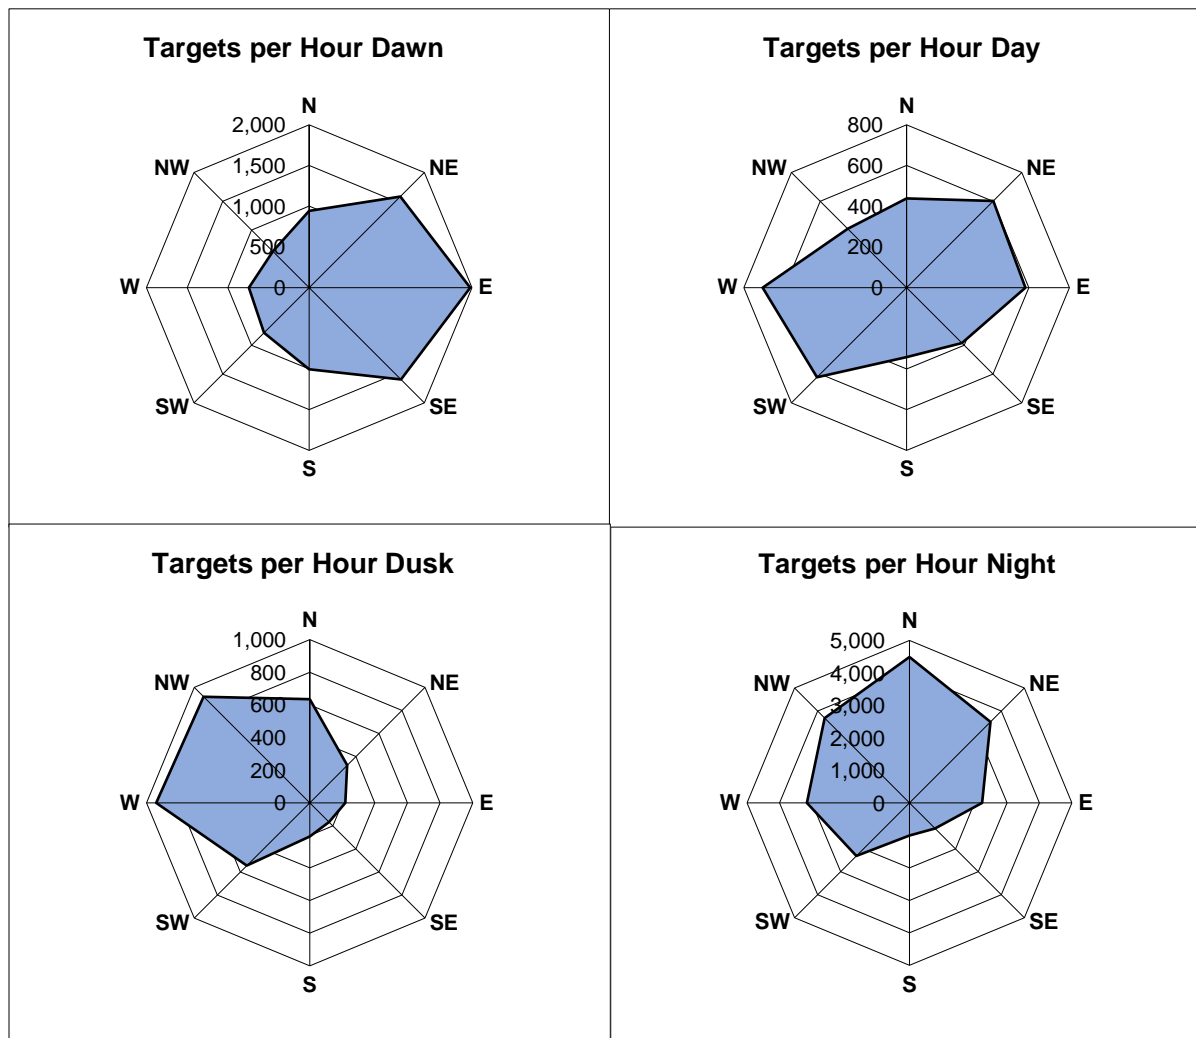 Targets per Hour Dawn
N
2,000
NW
NE
1,500
1,000
500
W
0
E
SW
SE
S
Targets per Hour Day
N
800
NW
NE
600
400
200
W
0
E
SW
SE
S
Targets per Hour Dusk
N
1,000
NW
NE
800
600
400
200
W
0
E
SW
SE
S
Targets per Hour Night
N
5,000
NW
NE
4,000
3,000
2,000
1,000
W
0
E
SW
SE
S